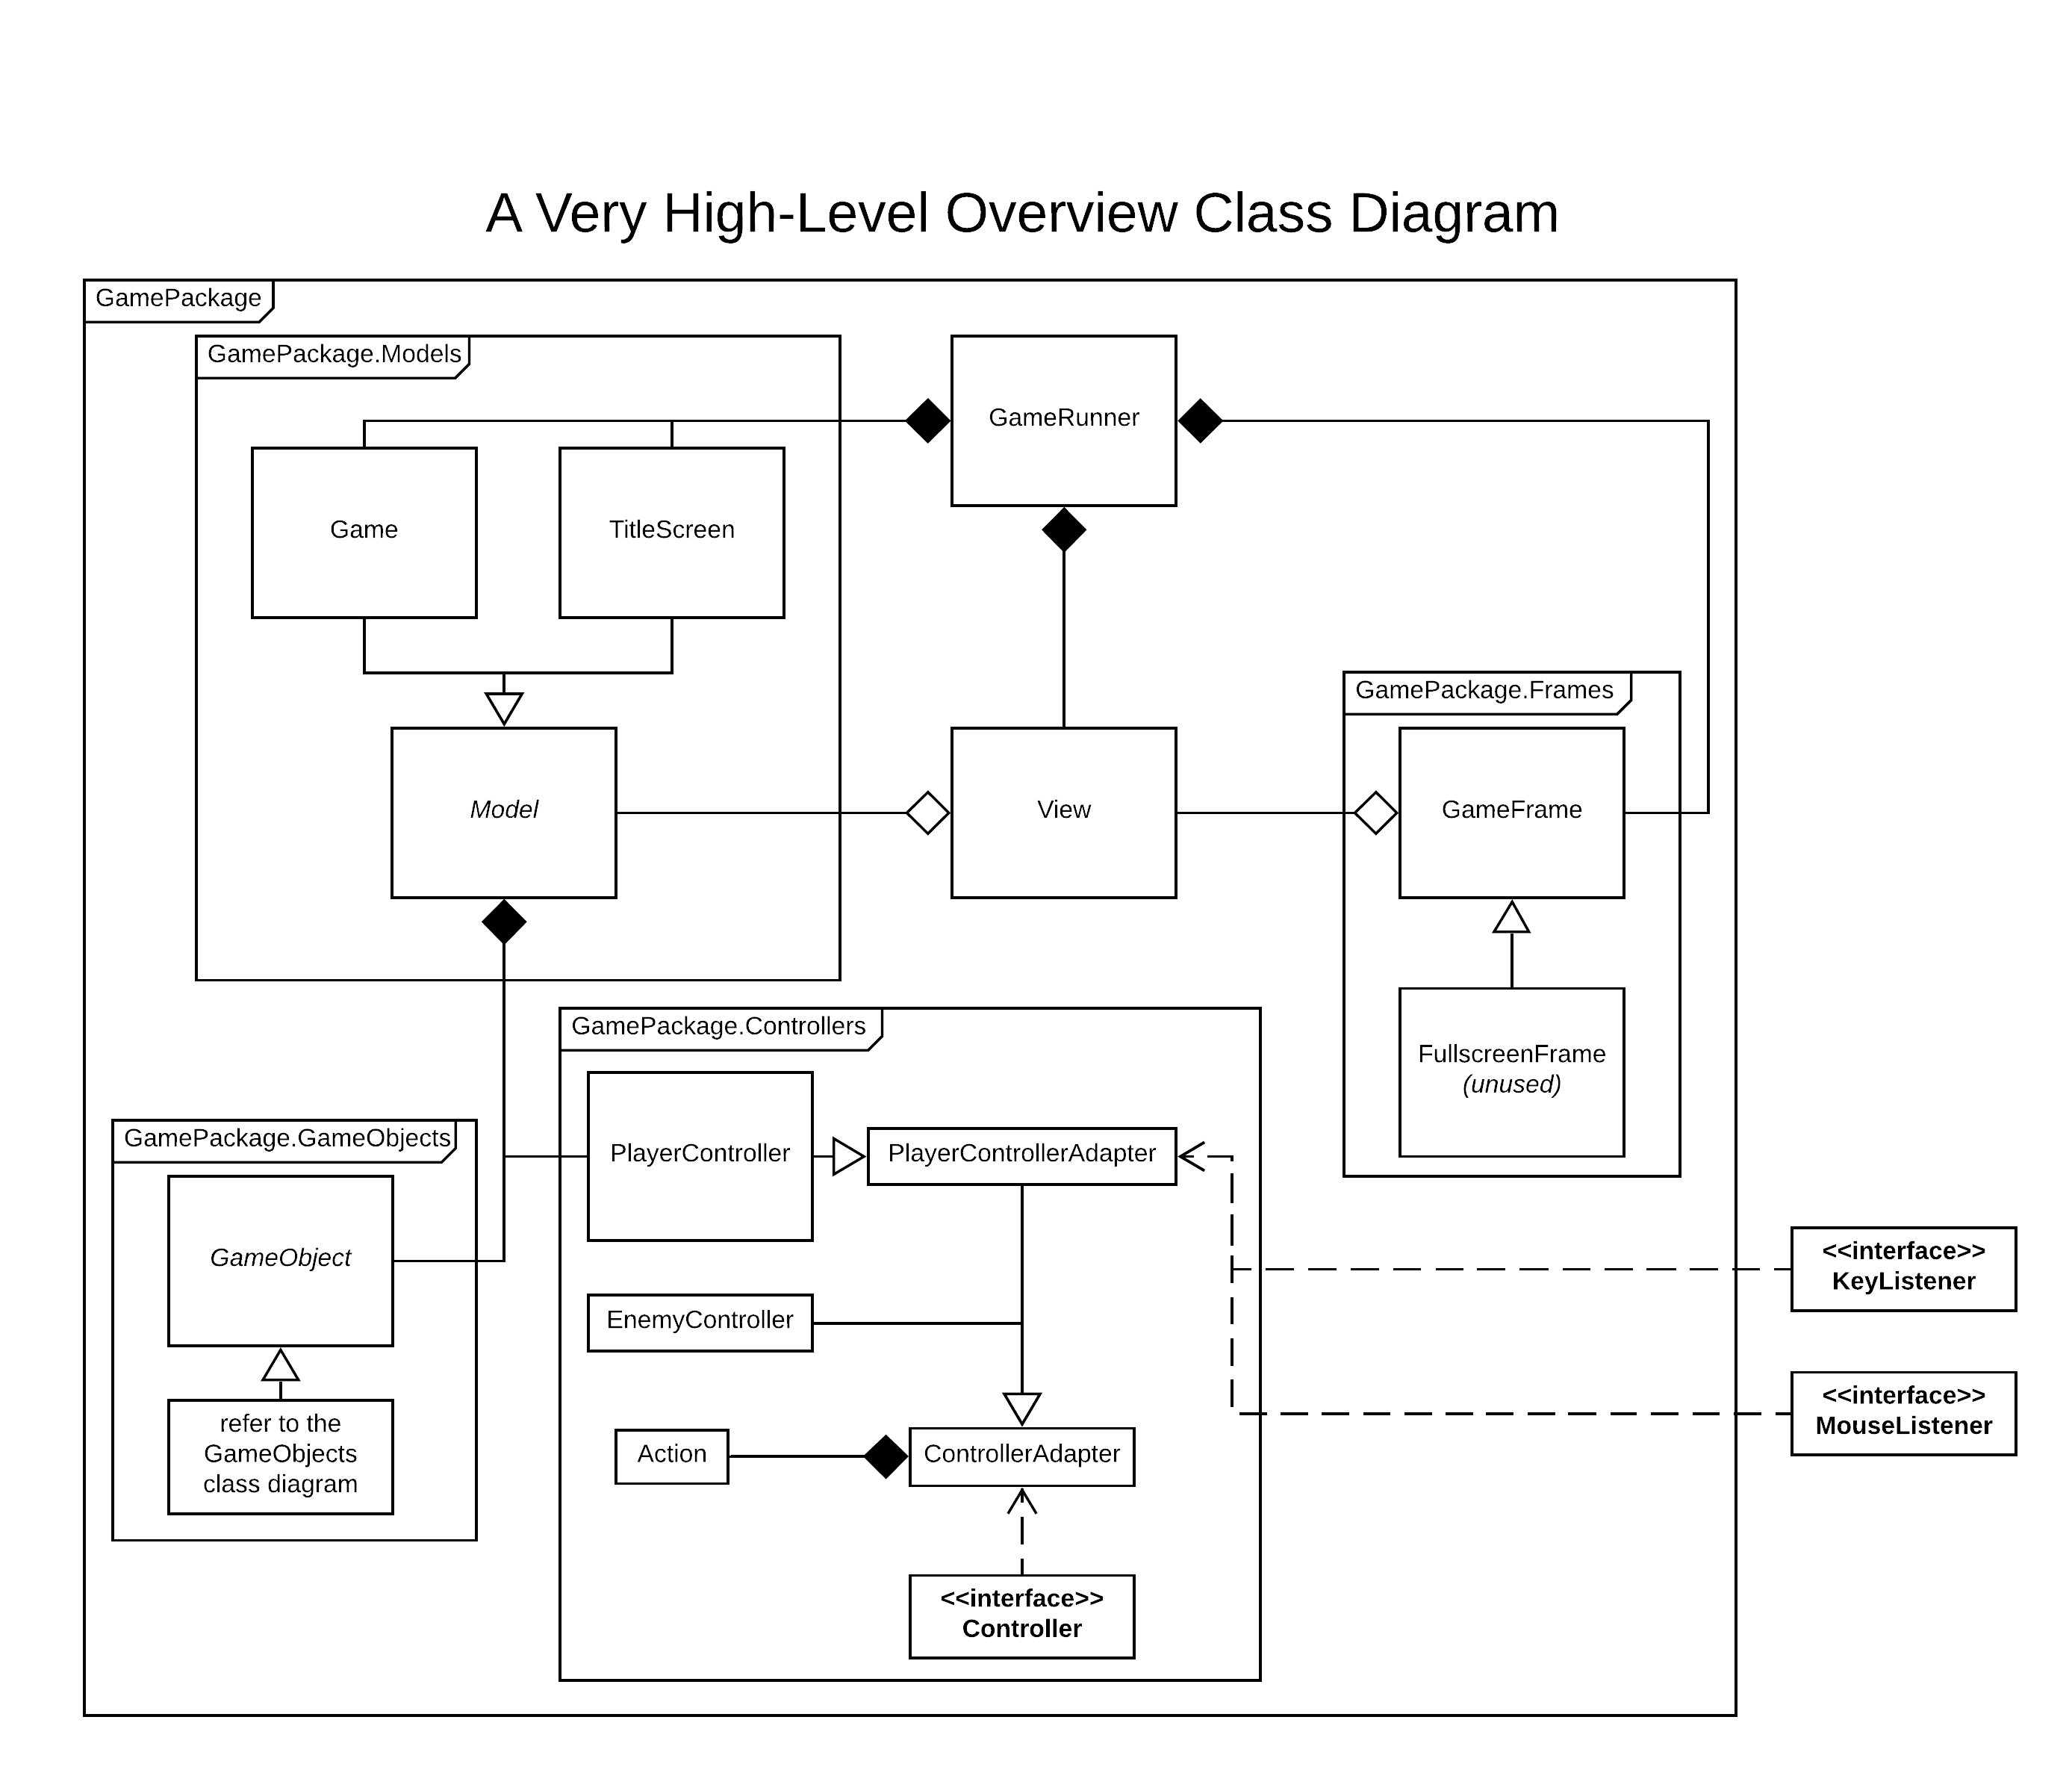 A Very High-Level Overview Class Diagram
GamePackage
GamePackage.Models
GameRunner
Game
TitleScreen
GamePackage.Frames
Model
View
GameFrame
GamePackage.Controllers
FullscreenFrame
(unused)
GamePackage.GameObjects
PlayerController
PlayerControllerAdapter
GameObject
<<interface>>
KeyListener
EnemyController
<<interface>>
MouseListener
refer to the
GameObjects
class diagram
Action
ControllerAdapter
<<interface>>
Controller